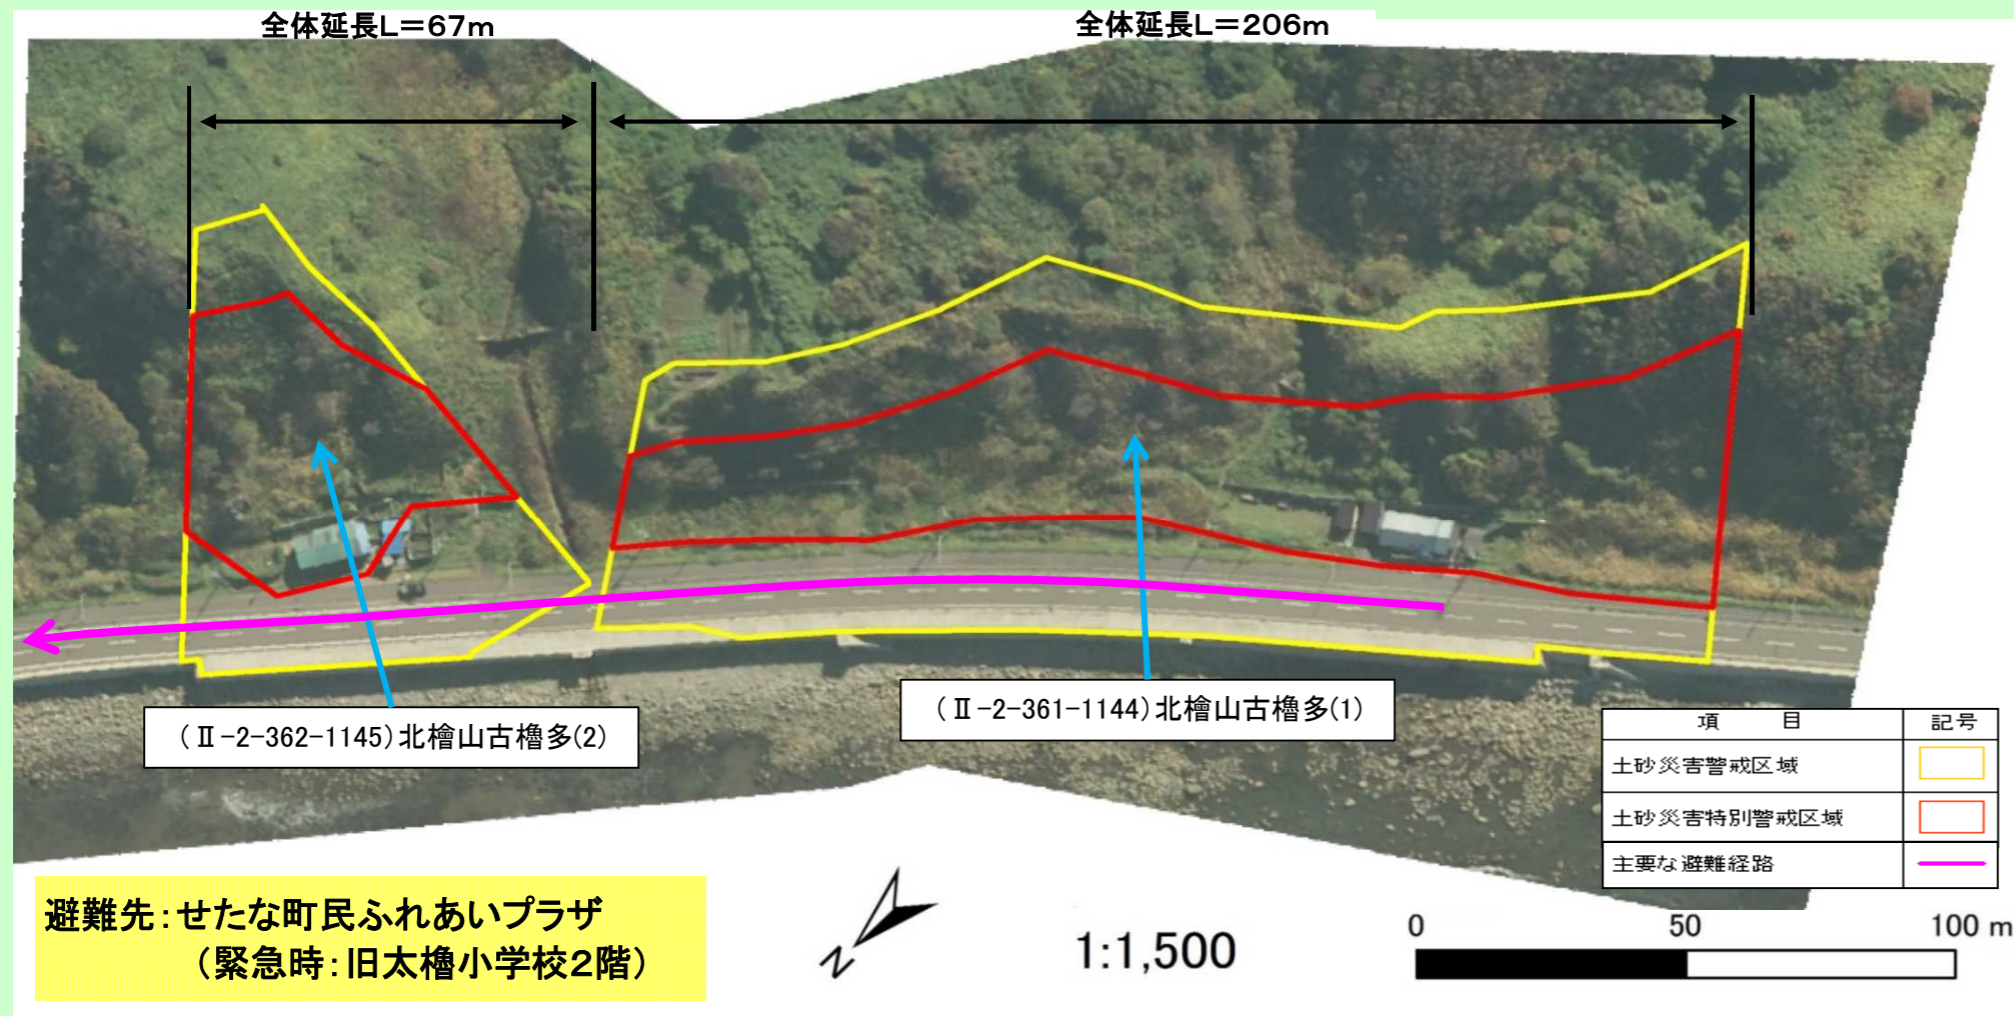 全体延長L=67m
全体延長L=206m
(Ⅱ-2-362-1145)北檜山古櫓多(2)
(Ⅱ-2-361-1144)北檜山古櫓多(1)
項 目 記号
土砂災害警戒区域
土砂災害特別警戒区域
主要な避難経路
避難先:せたな町民ふれあいプラザ
(緊急時:旧太櫓小学校2階)
N
1:1,500
0 50 100 m